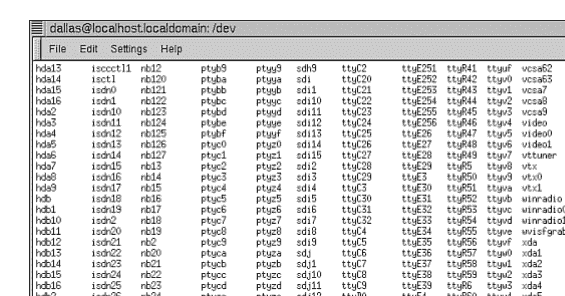 dallas@localhost.localdomain: /dev
File Edit Settings Help
hda13 isccctl1 nb12 ptyb9 ptyy9 sdh9 ttyC2 ttyE251 ttyR41 ttyuf vcsa62
hda14 isctl nb120 ptyba ptyya sdi ttyC20 ttyE252 ttyR42 ttyv0 vcsa63
hda15 isdn0 nb121 ptybb ptyyb sdi1 ttyC21 ttyE253 ttyR43 ttyv1 vcsa7
hda16 isdn1 nb122 ptybc ptyyc sdi10 ttyC22 ttyE254 ttyR44 ttyv2 vcsa8
hda2 isdn10 nb123 ptybd ptyyd sdi11 ttyC23 ttyE255 ttyR45 ttyv3 vcsa9
hda3 isdn11 nb124 ptybe ptyye sdi12 ttyC24 ttyE256 ttyR46 ttyv4 video
hda4 isdn12 nb125 ptybf ptyyf sdi13 ttyC25 ttyE26 ttyR47 ttyv5 video0
hda5 isdn13 nb126 ptyc0 ptyz0 sdi14 ttyC26 ttyE27 ttyR48 ttyv6 video1
hda6 isdn14 nb127 ptyc1 ptyz1 sdi15 ttyC27 ttyE28 ttyR49 ttyv7 vttuner
hda7 isdn15 nb13 ptyc2 ptyz2 sdi2 ttyC28 ttyE29 ttyR5 ttyv8 vtx
hda8 isdn16 nb14 ptyc3 ptyz3 sdi3 ttyC29 ttyE3 ttyR50 ttyv9 vtx0
hda9 isdn17 nb15 ptyc4 ptyz4 sdi4 ttyC3 ttyE30 ttyR51 ttyva vtx1
hdb isdn18 nb16 ptyc5 ptyz5 sdi5 ttyC30 ttyE31 ttyR52 ttyvb winradio
hdb1 isdn19 nb17 ptyc6 ptyz6 sdi6 ttyC31 ttyE32 ttyR53 ttyvc winradio0
hdb10 isdn2 nb18 ptyc7 ptyz7 sdi7 ttyC32 ttyE33 ttyR54 ttyvd winradio1
hdb11 isdn20 nb19 ptyc8 ptyz8 sdi8 ttyC4 ttyE34 ttyR55 ttyve wvisfgrab
hdb12 isdn21 nb2 ptyc9 ptyz9 sdi9 ttyC5 ttyE35 ttyR56 ttyvf xda
hdb13 isdn22 nb20 ptyca ptyza sdj ttyC6 ttyE36 ttyR57 ttyw0 xda1
hdb14 isdn23 nb21 ptycb ptyzb sdj1 ttyC7 ttyE37 ttyR58 ttyw1 xda2
hdb15 isdn24 nb22 ptycc ptyzc sdj10 ttyC8 ttyE38 ttyR59 ttyw2 xda3
hdb16 isdn25 nb23 ptycd ptyzd sdj11 ttyC9 ttyE39 ttyR6 ttyw3 xda4